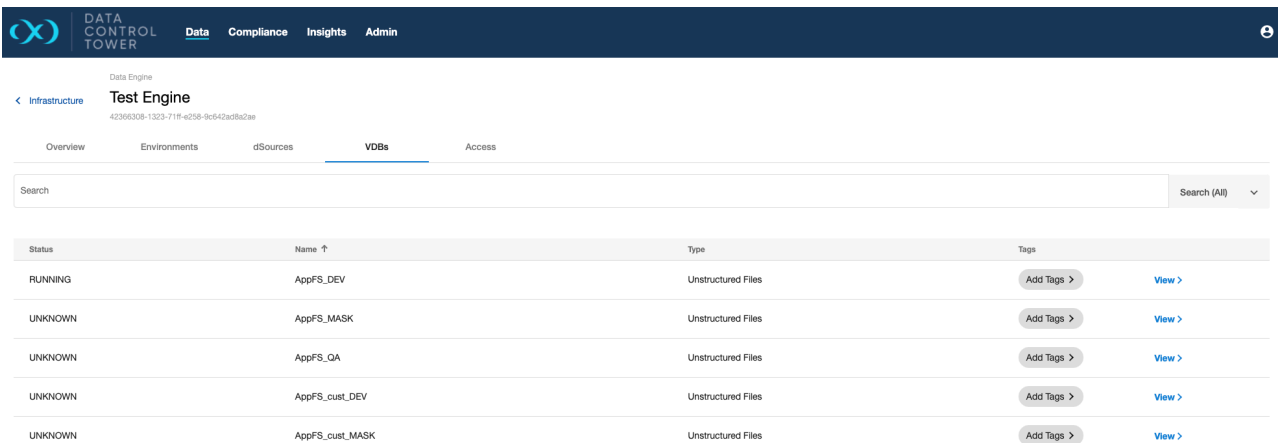 DATA
CONTROL
TOWER
Data Compliance Insights Admin
Data Engine
Infrastructure Test Engine
42366308-1323-71ff-e258-9c642ad8a2ae
Overview Environments dSources VDBs Access
Search Search (All)
Status Name ↑ Type Tags
RUNNING AppFS_DEV Unstructured Files Add Tags View
UNKNOWN AppFS_MASK Unstructured Files Add Tags View
UNKNOWN AppFS_QA Unstructured Files Add Tags View
UNKNOWN AppFS_cust_DEV Unstructured Files Add Tags View
UNKNOWN AppFS_cust_MASK Unstructured Files Add Tags View